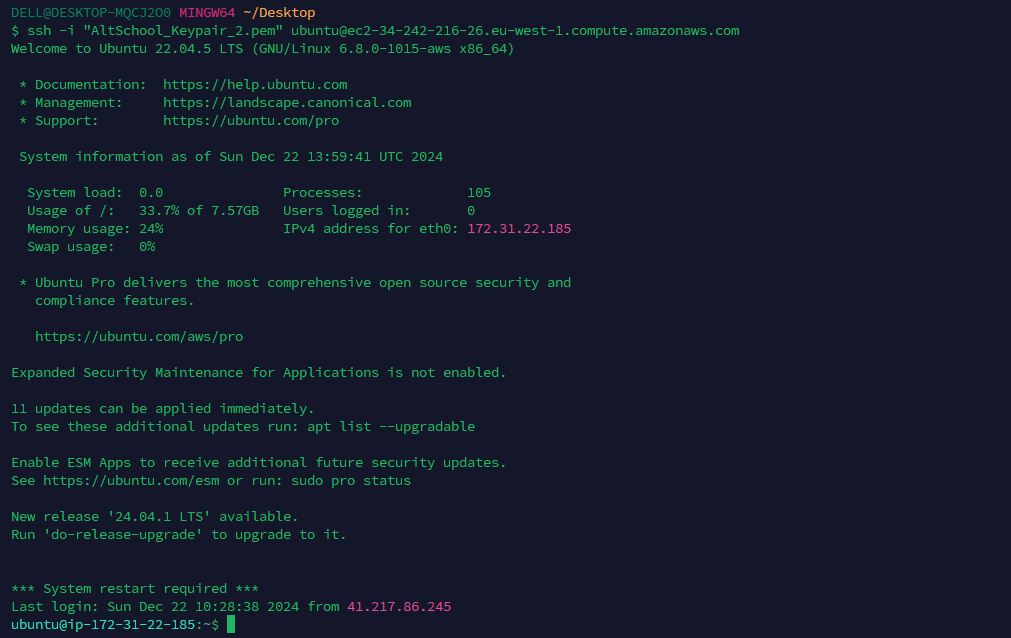 DELL@DESKTOP-MQCJ2O0 MINGW64 ~/Desktop
$ ssh -i "AltSchool_Keypair_2.pem" ubuntu@ec2-34-242-216-26.eu-west-1.compute.amazonaws.com
Welcome to Ubuntu 22.04.5 LTS (GNU/Linux 6.8.0-1015-aws x86_64)
* Documentation:  https://help.ubuntu.com
* Management:     https://landscape.canonical.com
* Support:        https://ubuntu.com/pro
System information as of Sun Dec 22 13:59:41 UTC 2024
System load:  0.0               Processes:             105
Usage of /:   33.7% of 7.57GB   Users logged in:       0
Memory usage: 24%               IPv4 address for eth0: 172.31.22.185
Swap usage:   0%
* Ubuntu Pro delivers the most comprehensive open source security and
compliance features.
https://ubuntu.com/aws/pro
Expanded Security Maintenance for Applications is not enabled.
11 updates can be applied immediately.
To see these additional updates run: apt list --upgradable
Enable ESM Apps to receive additional future security updates.
See https://ubuntu.com/esm or run: sudo pro status
New release '24.04.1 LTS' available.
Run 'do-release-upgrade' to upgrade to it.
*** System restart required ***
Last login: Sun Dec 22 10:28:38 2024 from 41.217.86.245
ubuntu@ip-172-31-22-185:~$